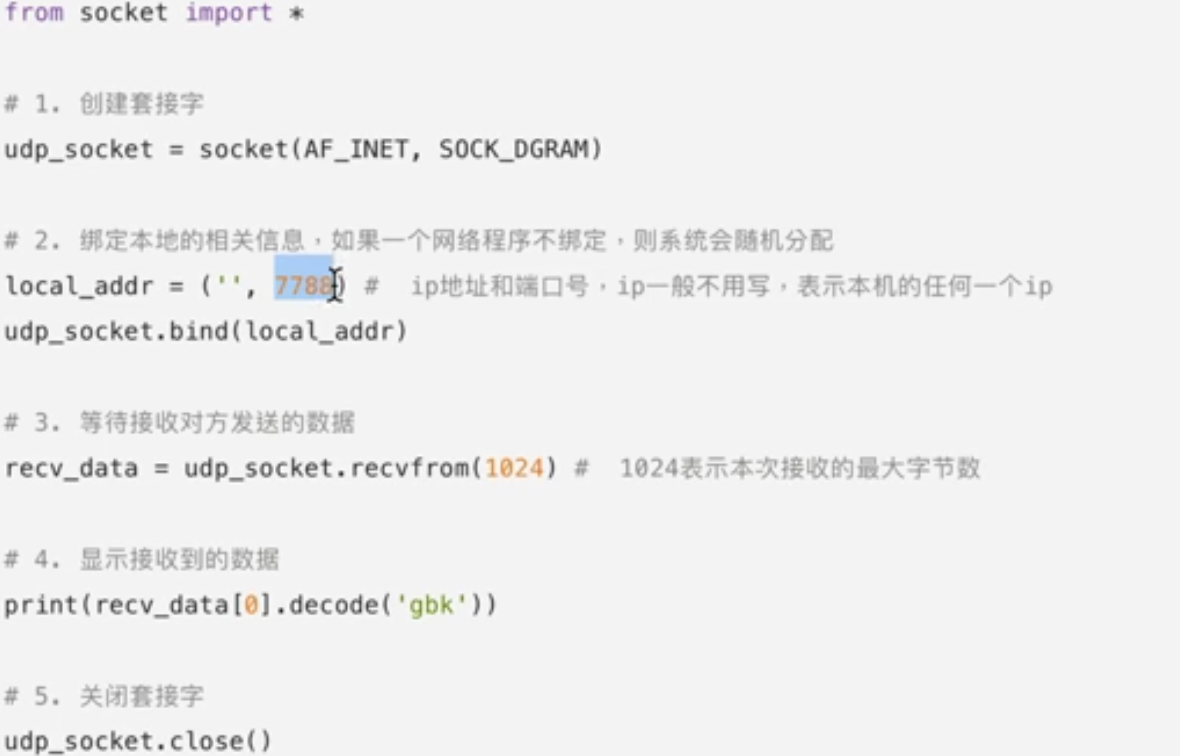 from socket import *
# 1. 创建套接字
udp_socket = socket(AF_INET, SOCK_DGRAM)
# 2. 绑定本地的相关信息，如果一个网络程序不绑定，则系统会随机分配
local_addr = ('', 7788) #  ip地址和端口号，ip一般不用写，表示本机的任何一个ip
udp_socket.bind(local_addr)
# 3. 等待接收对方发送的数据
recv_data = udp_socket.recvfrom(1024) #  1024表示本次接收的最大字节数
# 4. 显示接收到的数据
print(recv_data[0].decode('gbk'))
# 5. 关闭套接字
udp_socket.close()